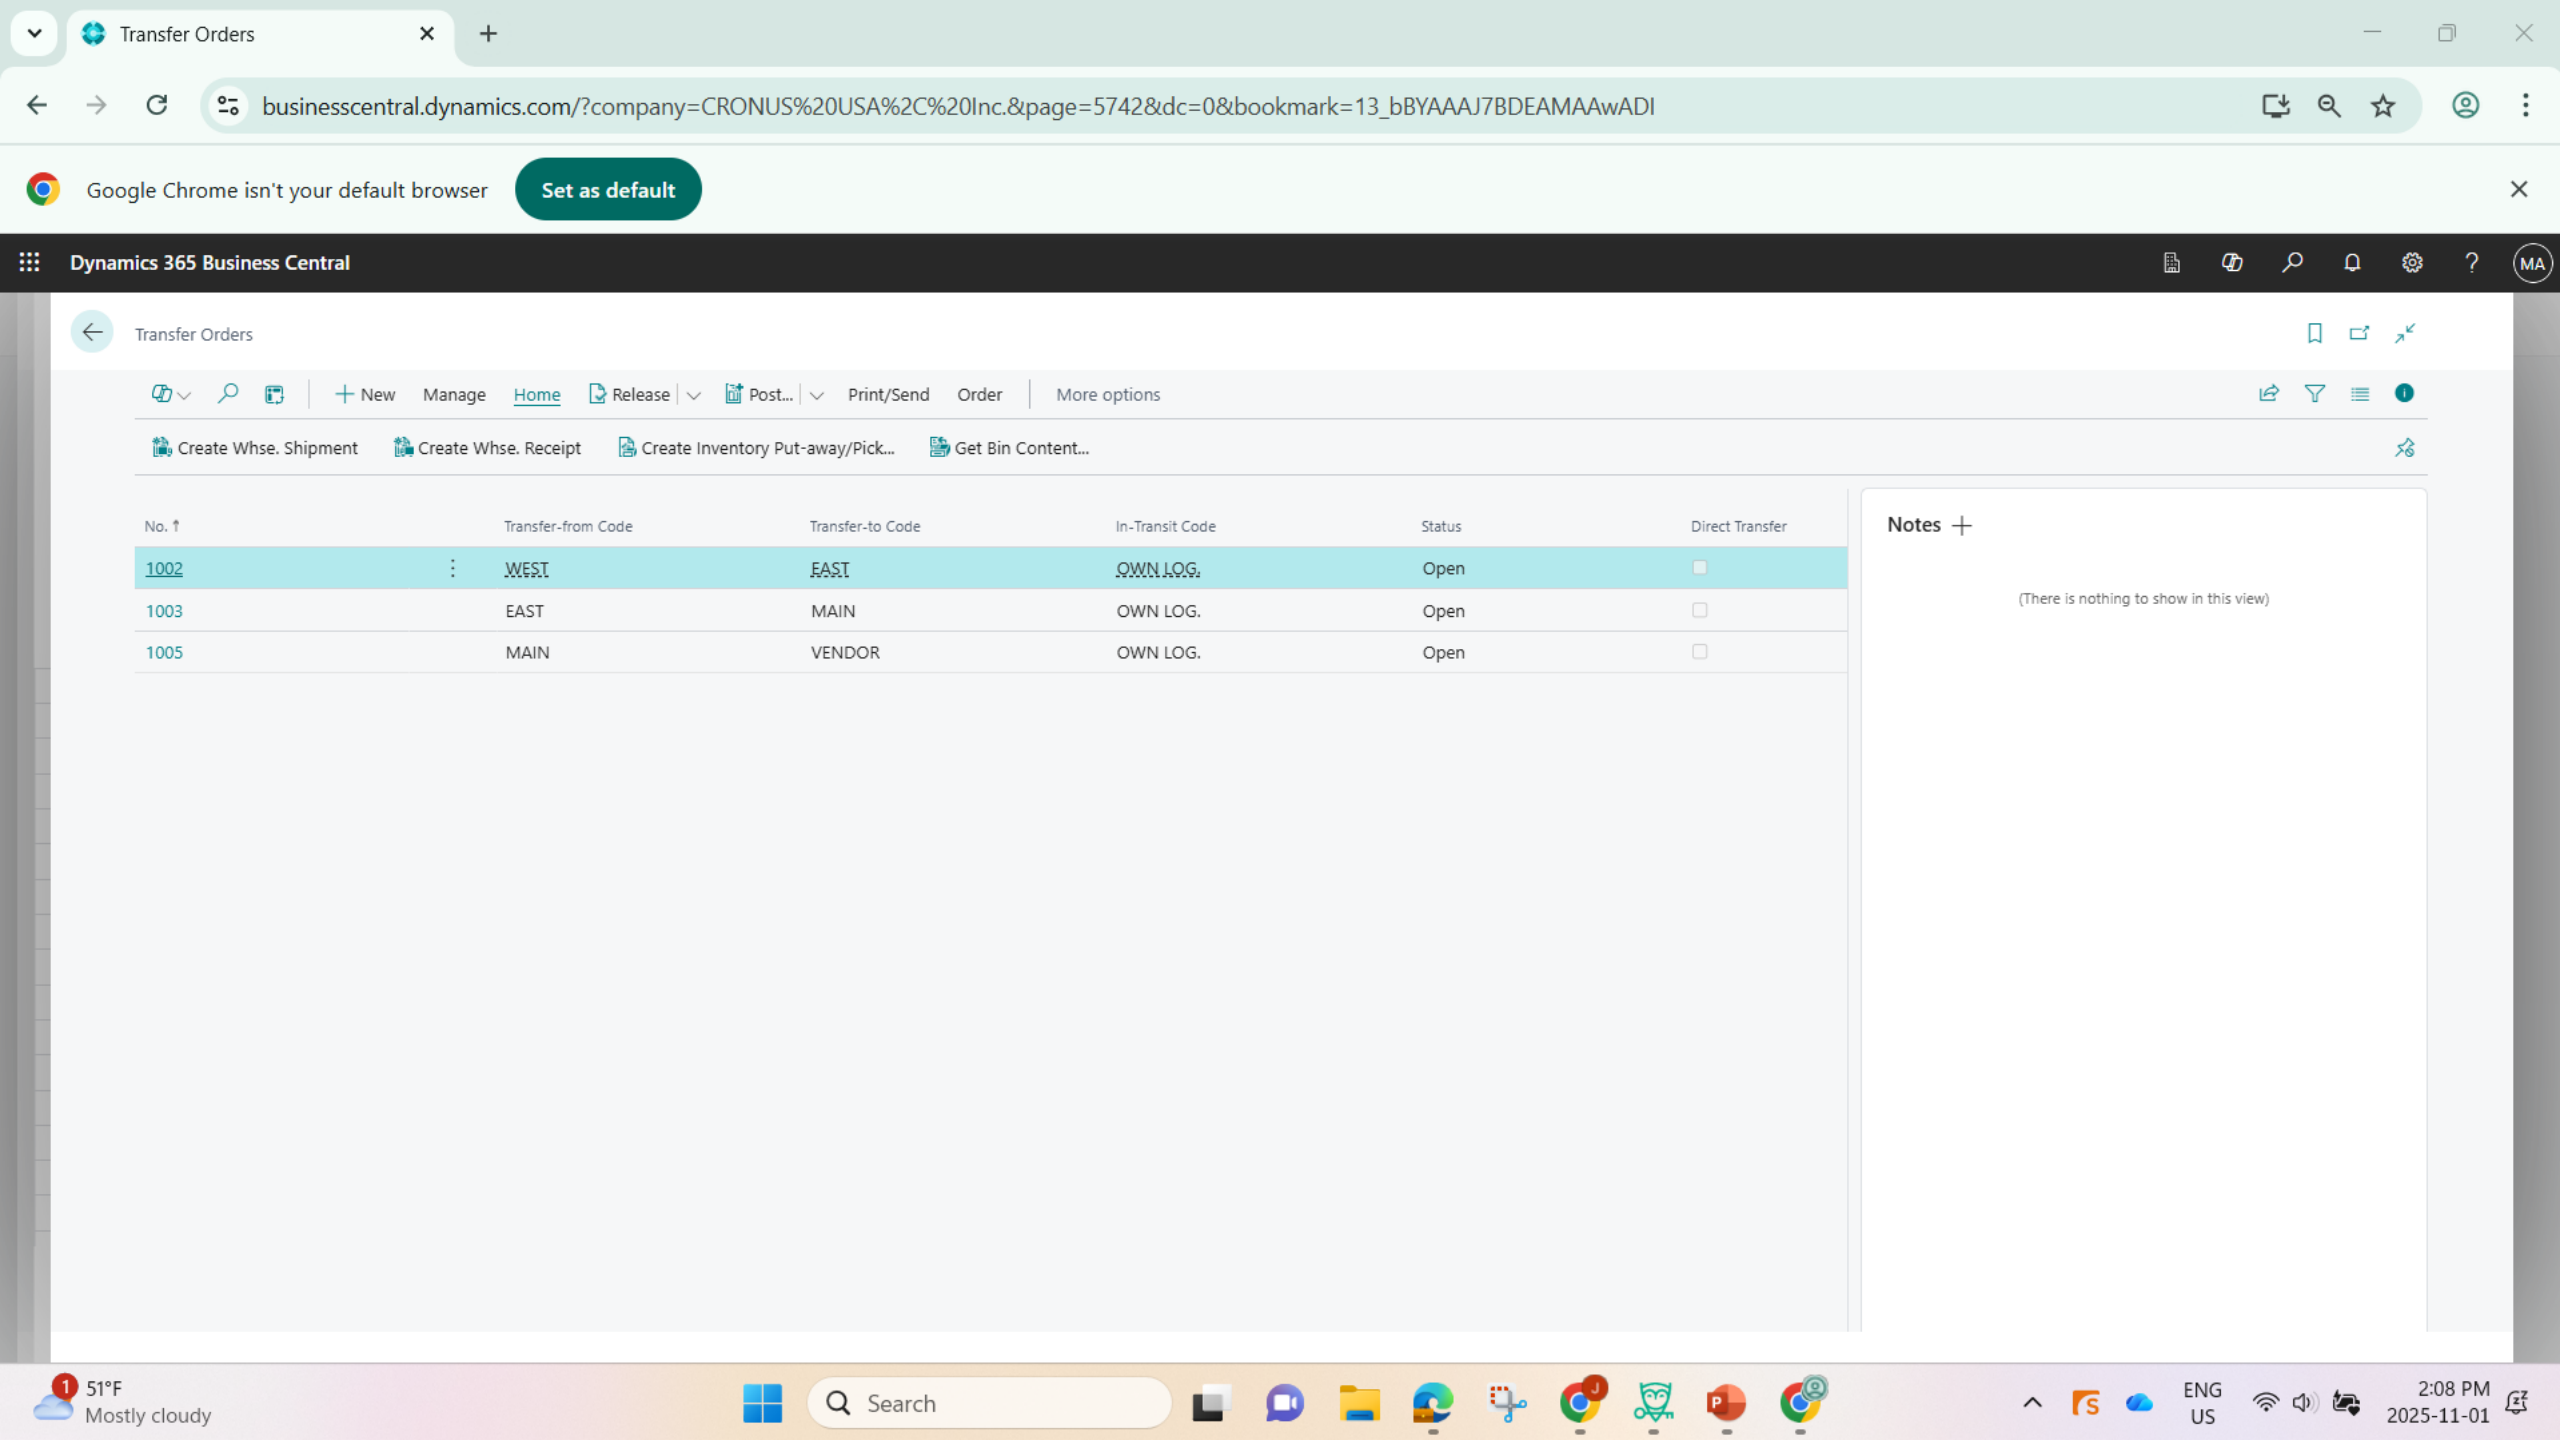 Transfer Orders
businesscentral.dynamics.com/?company=CRONUS%20USA%2C%20Inc.&page=5742&dc=0&bookmark=13_bBYAAAJ7BDEAMAAwADI
Google Chrome isn't your default browser Set as default
Dynamics 365 Business Central MA
Transfer Orders
New Manage Home Release Post... Print/Send Order More options
Create Whse. Shipment Create Whse. Receipt Create Inventory Put-away/Pick... Get Bin Content...
No. ↑ Transfer-from Code Transfer-to Code In-Transit Code Status Direct Transfer
1002 WEST EAST OWN LOG. Open
1003 EAST MAIN OWN LOG. Open
1005 MAIN VENDOR OWN LOG. Open
Notes
(There is nothing to show in this view)
1 51°F
Mostly cloudy
Search
J
P
S
ENG
US
2:08 PM
2025-11-01